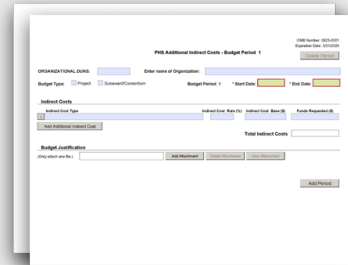 OMB Number: 0925-0001
Expiration Date: 3/31/2020
PHS Additional Indirect Costs - Budget Period 1
Delete Period
ORGANIZATIONAL DUNS: Enter name of Organization:
Budget Type: Project Subaward/Consortium Budget Period: 1 * Start Date: * End Date:
Indirect Costs
Indirect Cost Type Indirect Cost Rate (%) Indirect Cost Base ($) Funds Requested ($)
Add Additional Indirect Cost
Total Indirect Costs
Budget Justification
(Only attach one file.) Add Attachment Delete Attachment View Attachment
Add Period